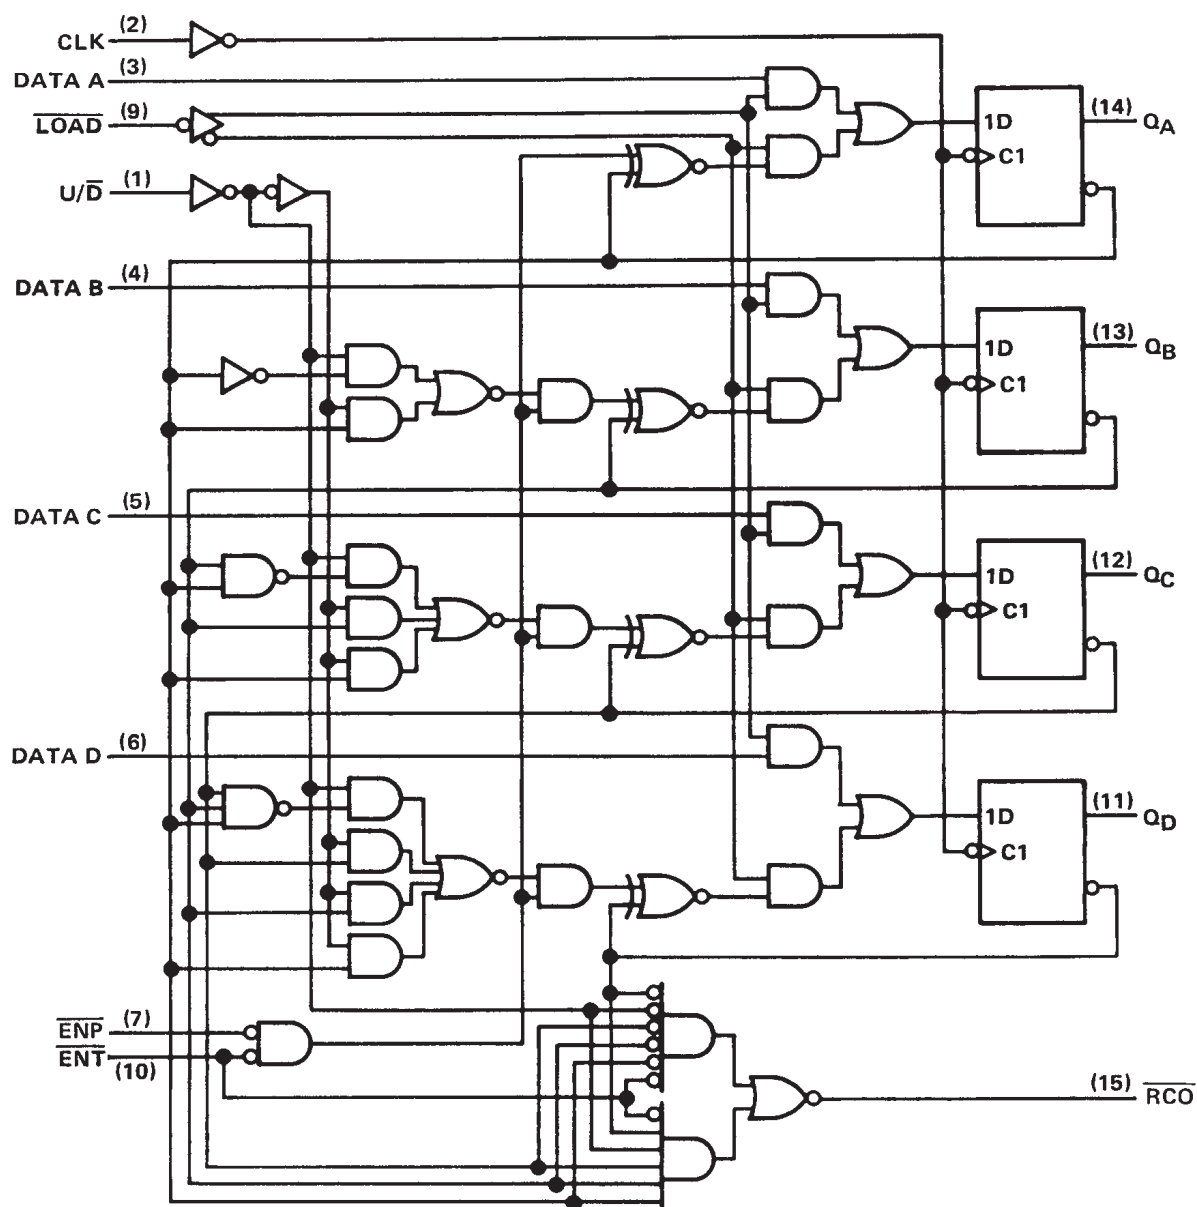 CLK (2)
DATA A (3)
LOAD (9)
U/D (1)
1D
C1
(14) QA
DATA B (4)
1D
C1
(13) QB
DATA C (5)
1D
C1
(12) QC
DATA D (6)
1D
C1
(11) QD
ENP (7)
ENT (10)
(15) RCO